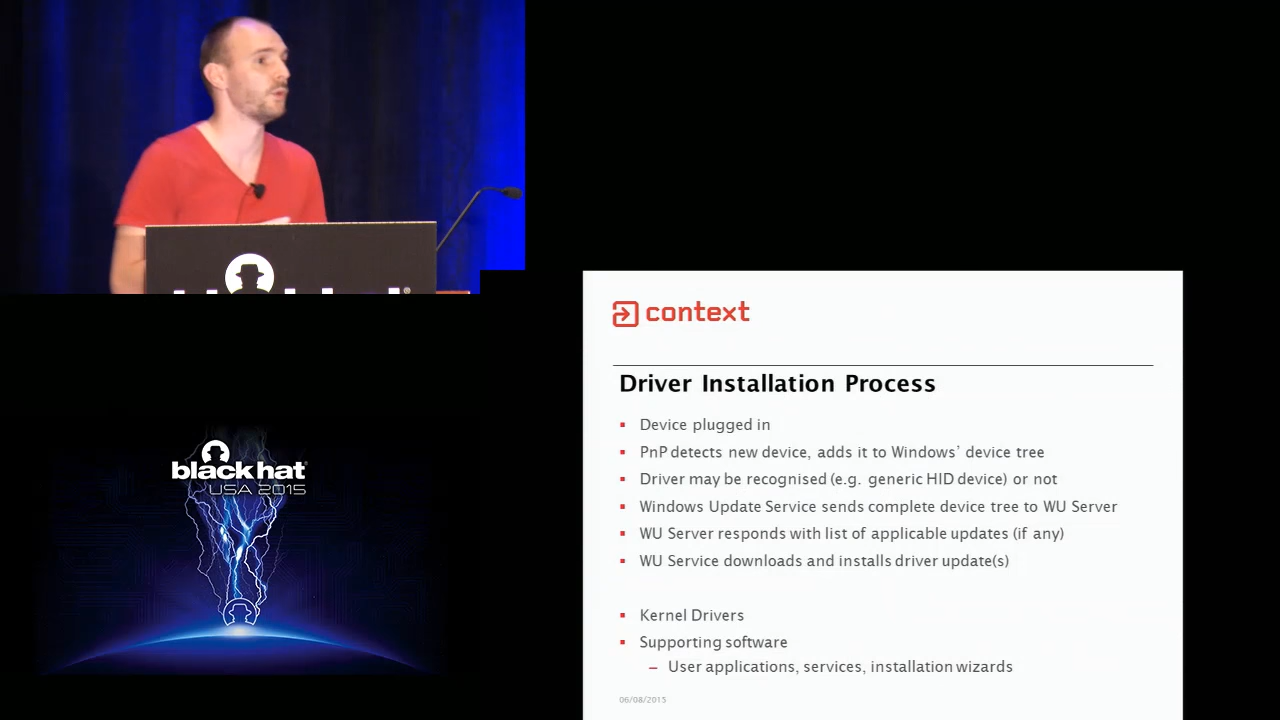 context
Driver Installation Process
▪ Device plugged in
▪ PnP detects new device, adds it to Windows’ device tree
▪ Driver may be recognised (e.g. generic HID device) or not
▪ Windows Update Service sends complete device tree to WU Server
▪ WU Server responds with list of applicable updates (if any)
▪ WU Service downloads and installs driver update(s)
▪ Kernel Drivers
▪ Supporting software
– User applications, services, installation wizards
06/08/2015
black hat®
USA 2015